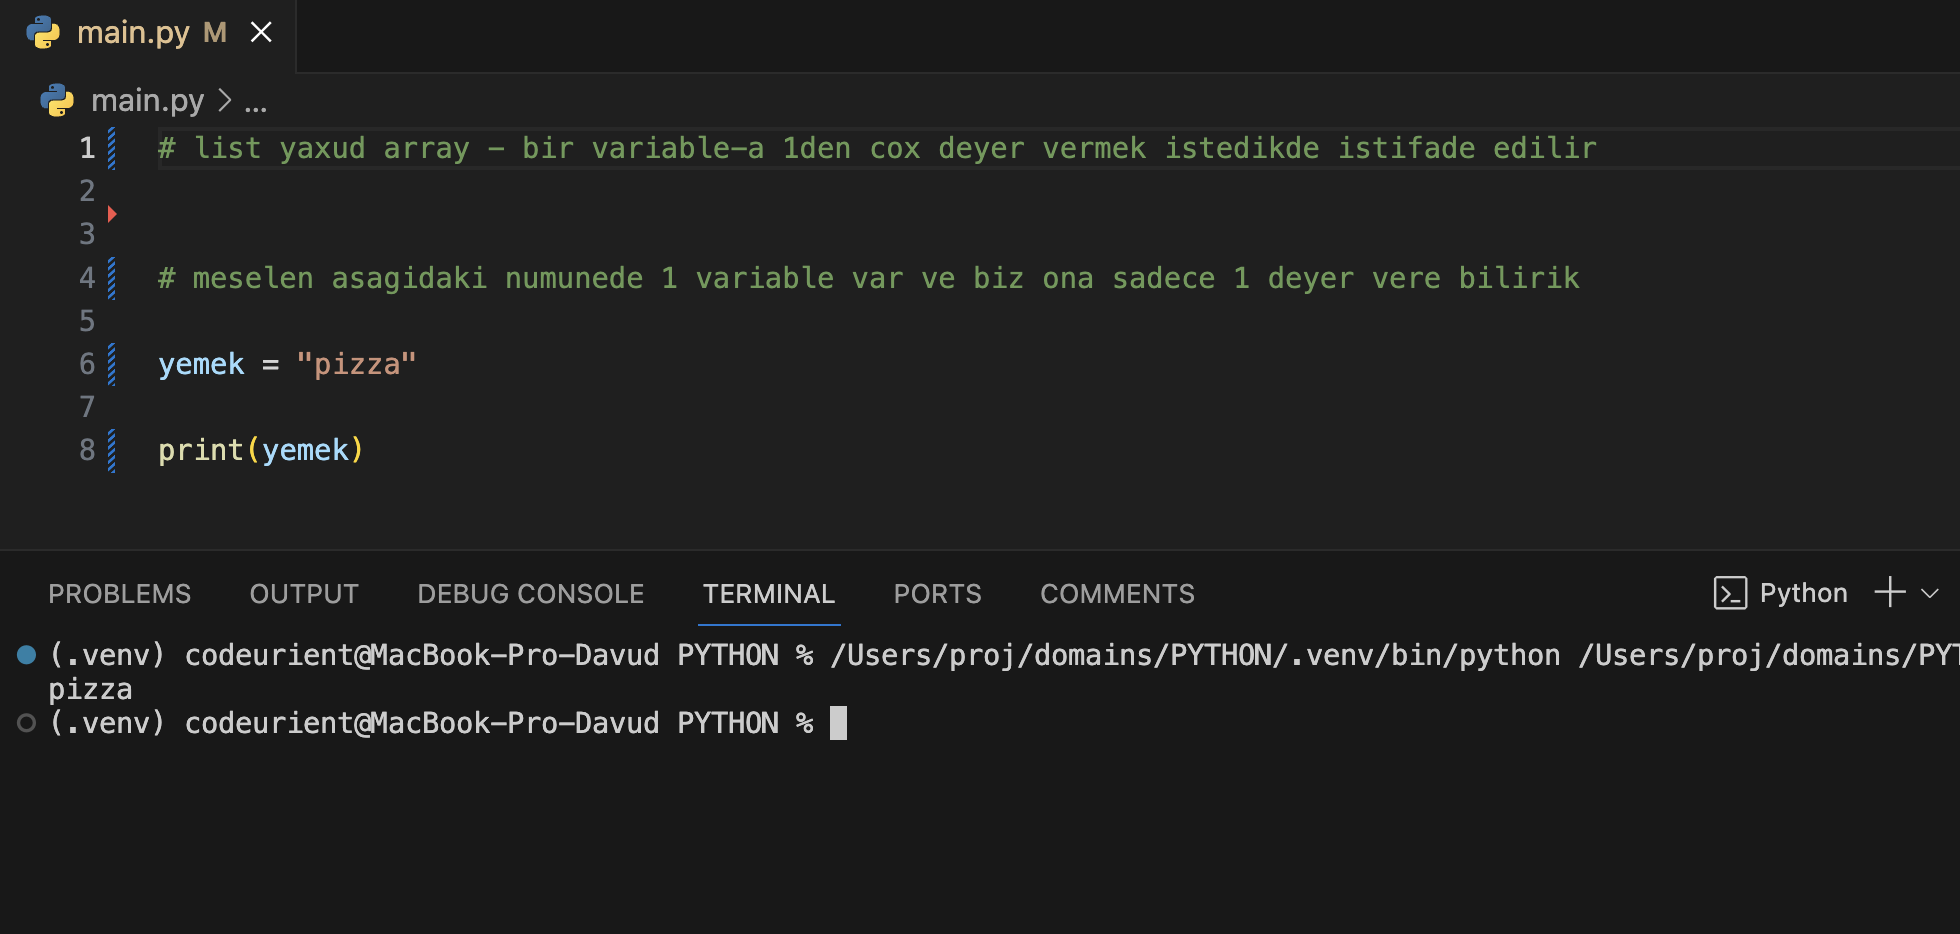 main.py M
main.py > ...
1 # list yaxud array - bir variable-a 1den cox deyer vermek istedikde istifade edilir
2
3
4 # meselen asagidaki numunede 1 variable var ve biz ona sadece 1 deyer vere bilirik
5
6 yemek = "pizza"
7
8 print(yemek)
PROBLEMS OUTPUT DEBUG CONSOLE TERMINAL PORTS COMMENTS Python
(.venv) codeurient@MacBook-Pro-Davud PYTHON % /Users/proj/domains/PYTHON/.venv/bin/python /Users/proj/domains/PYT
pizza
(.venv) codeurient@MacBook-Pro-Davud PYTHON %